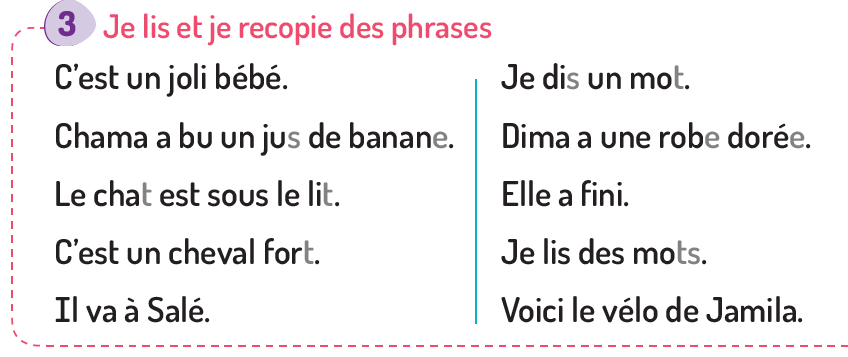 3 Je lis et je recopie des phrases
C'est un joli bébé.
Chama a bu un jus de banane.
Le chat est sous le lit.
C'est un cheval fort.
Il va à Salé.
Je dis un mot.
Dima a une robe dorée.
Elle a fini.
Je lis des mots.
Voici le vélo de Jamila.